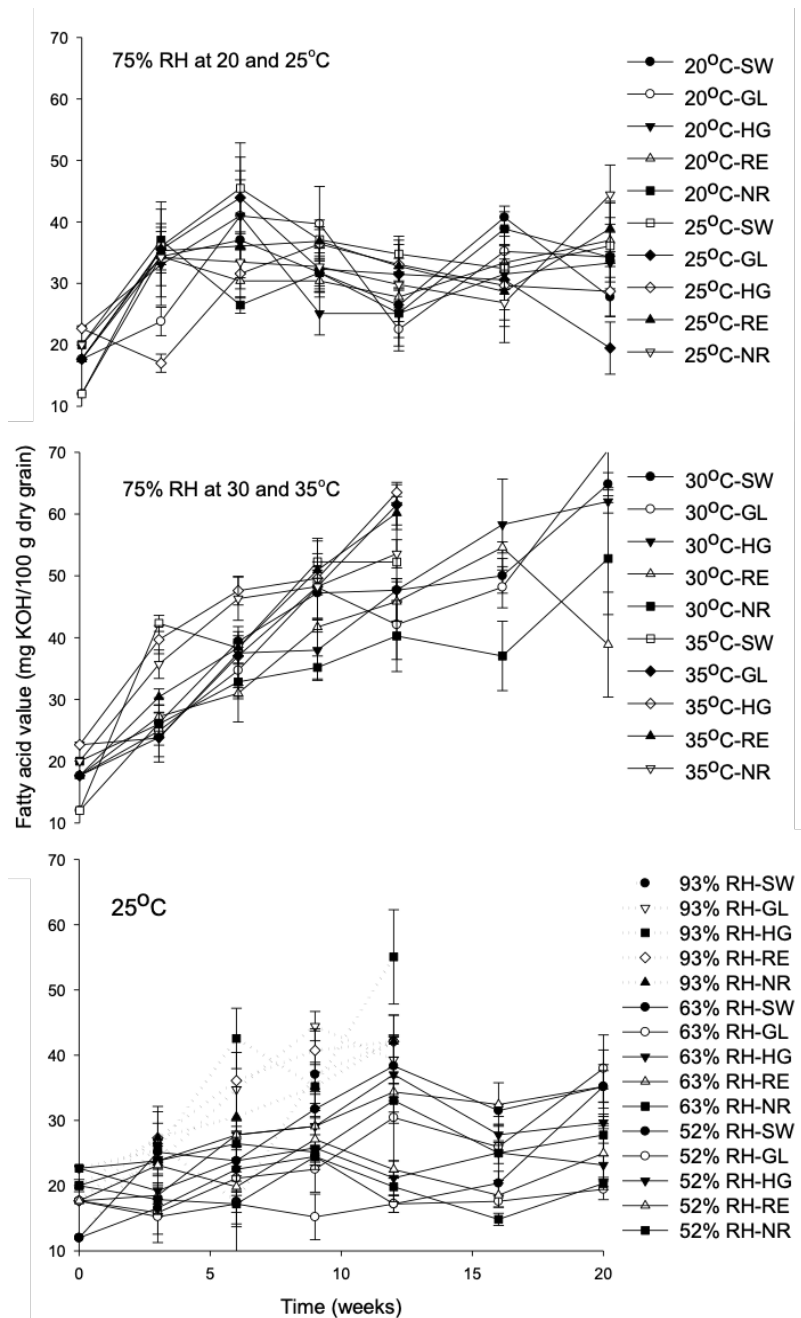 70
75% RH at 20 and 25°C
60
50
40
30
20
10
20°C-SW
20°C-GL
20°C-HG
20°C-RE
20°C-NR
25°C-SW
25°C-GL
25°C-HG
25°C-RE
25°C-NR
Fatty acid value (mg KOH/100 g dry grain)
70
75% RH at 30 and 35°C
60
50
40
30
20
10
30°C-SW
30°C-GL
30°C-HG
30°C-RE
30°C-NR
35°C-SW
35°C-GL
35°C-HG
35°C-RE
35°C-NR
70
25°C
60
50
40
30
20
10
93% RH-SW
93% RH-GL
93% RH-HG
93% RH-RE
93% RH-NR
63% RH-SW
63% RH-GL
63% RH-HG
63% RH-RE
63% RH-NR
52% RH-SW
52% RH-GL
52% RH-HG
52% RH-RE
52% RH-NR
0 5 10 15 20
Time (weeks)